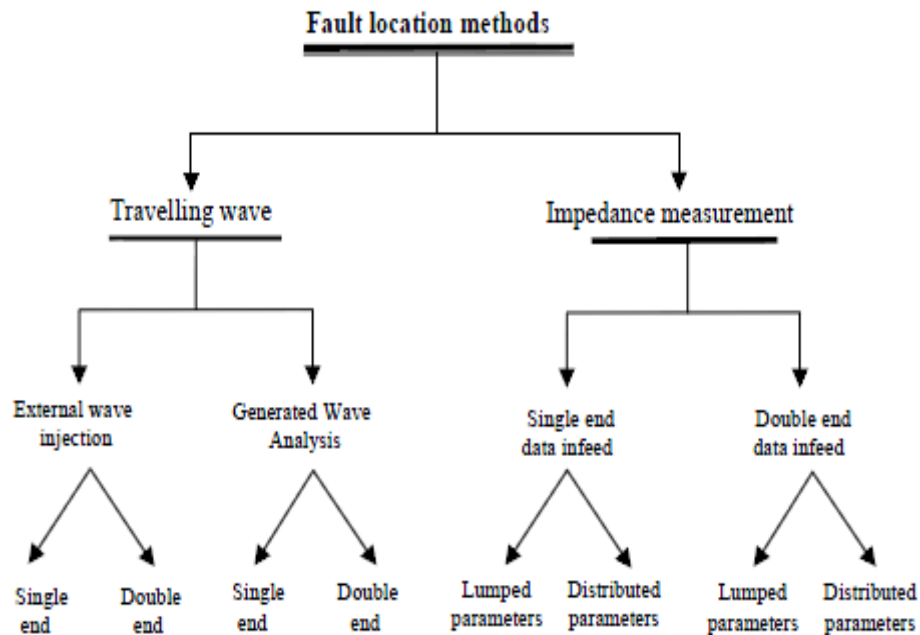 Fault location methods
Travelling wave
Impedance measurement
External wave
injection
Generated Wave
Analysis
Single end
data infeed
Double end
data infeed
Single
end
Double
end
Single
end
Double
end
Lumped
parameters
Distributed
parameters
Lumped
parameters
Distributed
parameters